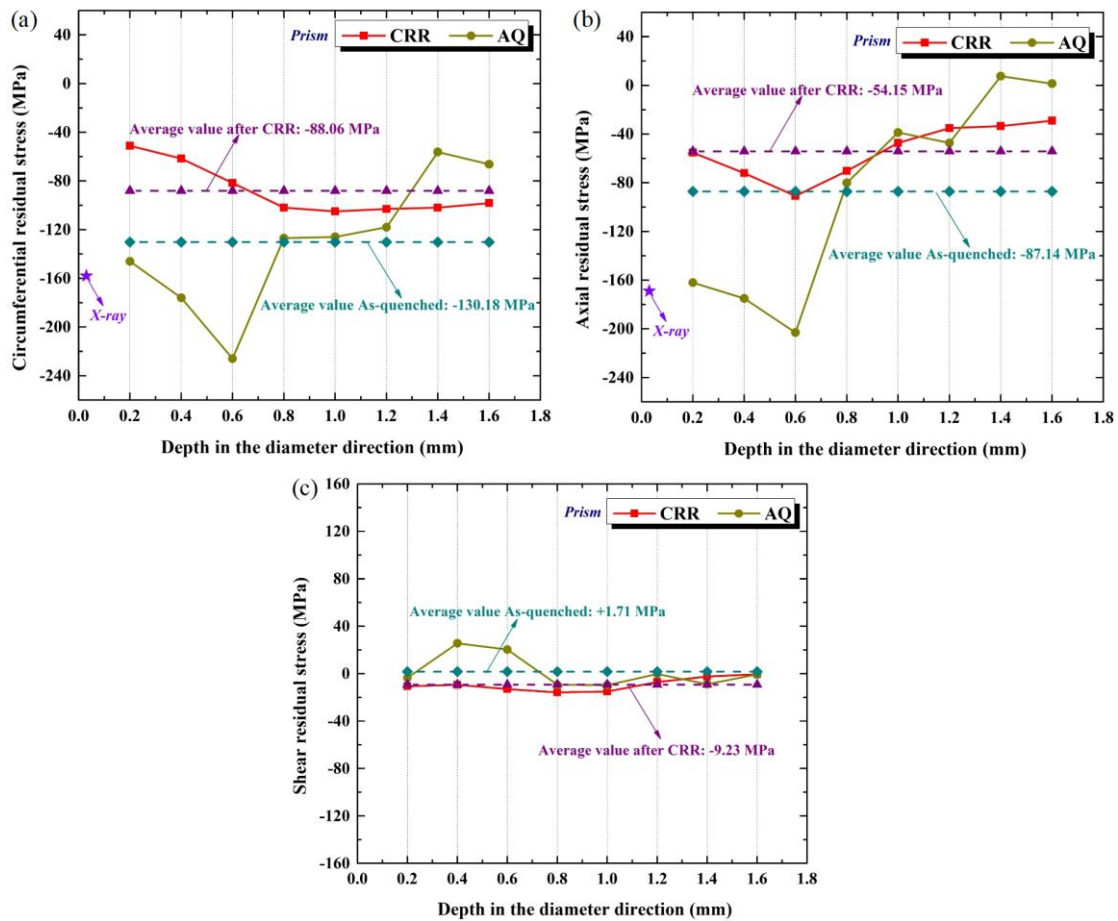 (a)
Prism
CRR
AQ
Average value after CRR: -88.06 MPa
Average value As-quenched: -130.18 MPa
X-ray
40
0
-40
-80
-120
-160
-200
-240
0.0 0.2 0.4 0.6 0.8 1.0 1.2 1.4 1.6 1.8
Circumferential residual stress (MPa)
Depth in the diameter direction (mm)
(b)
Prism
CRR
AQ
Average value after CRR: -54.15 MPa
Average value As-quenched: -87.14 MPa
X-ray
40
0
-40
-80
-120
-160
-200
-240
0.0 0.2 0.4 0.6 0.8 1.0 1.2 1.4 1.6 1.8
Axial residual stress (MPa)
Depth in the diameter direction (mm)
(c)
Prism
CRR
AQ
Average value As-quenched: +1.71 MPa
Average value after CRR: -9.23 MPa
160
120
80
40
0
-40
-80
-120
-160
0.0 0.2 0.4 0.6 0.8 1.0 1.2 1.4 1.6 1.8
Shear residual stress (MPa)
Depth in the diameter direction (mm)